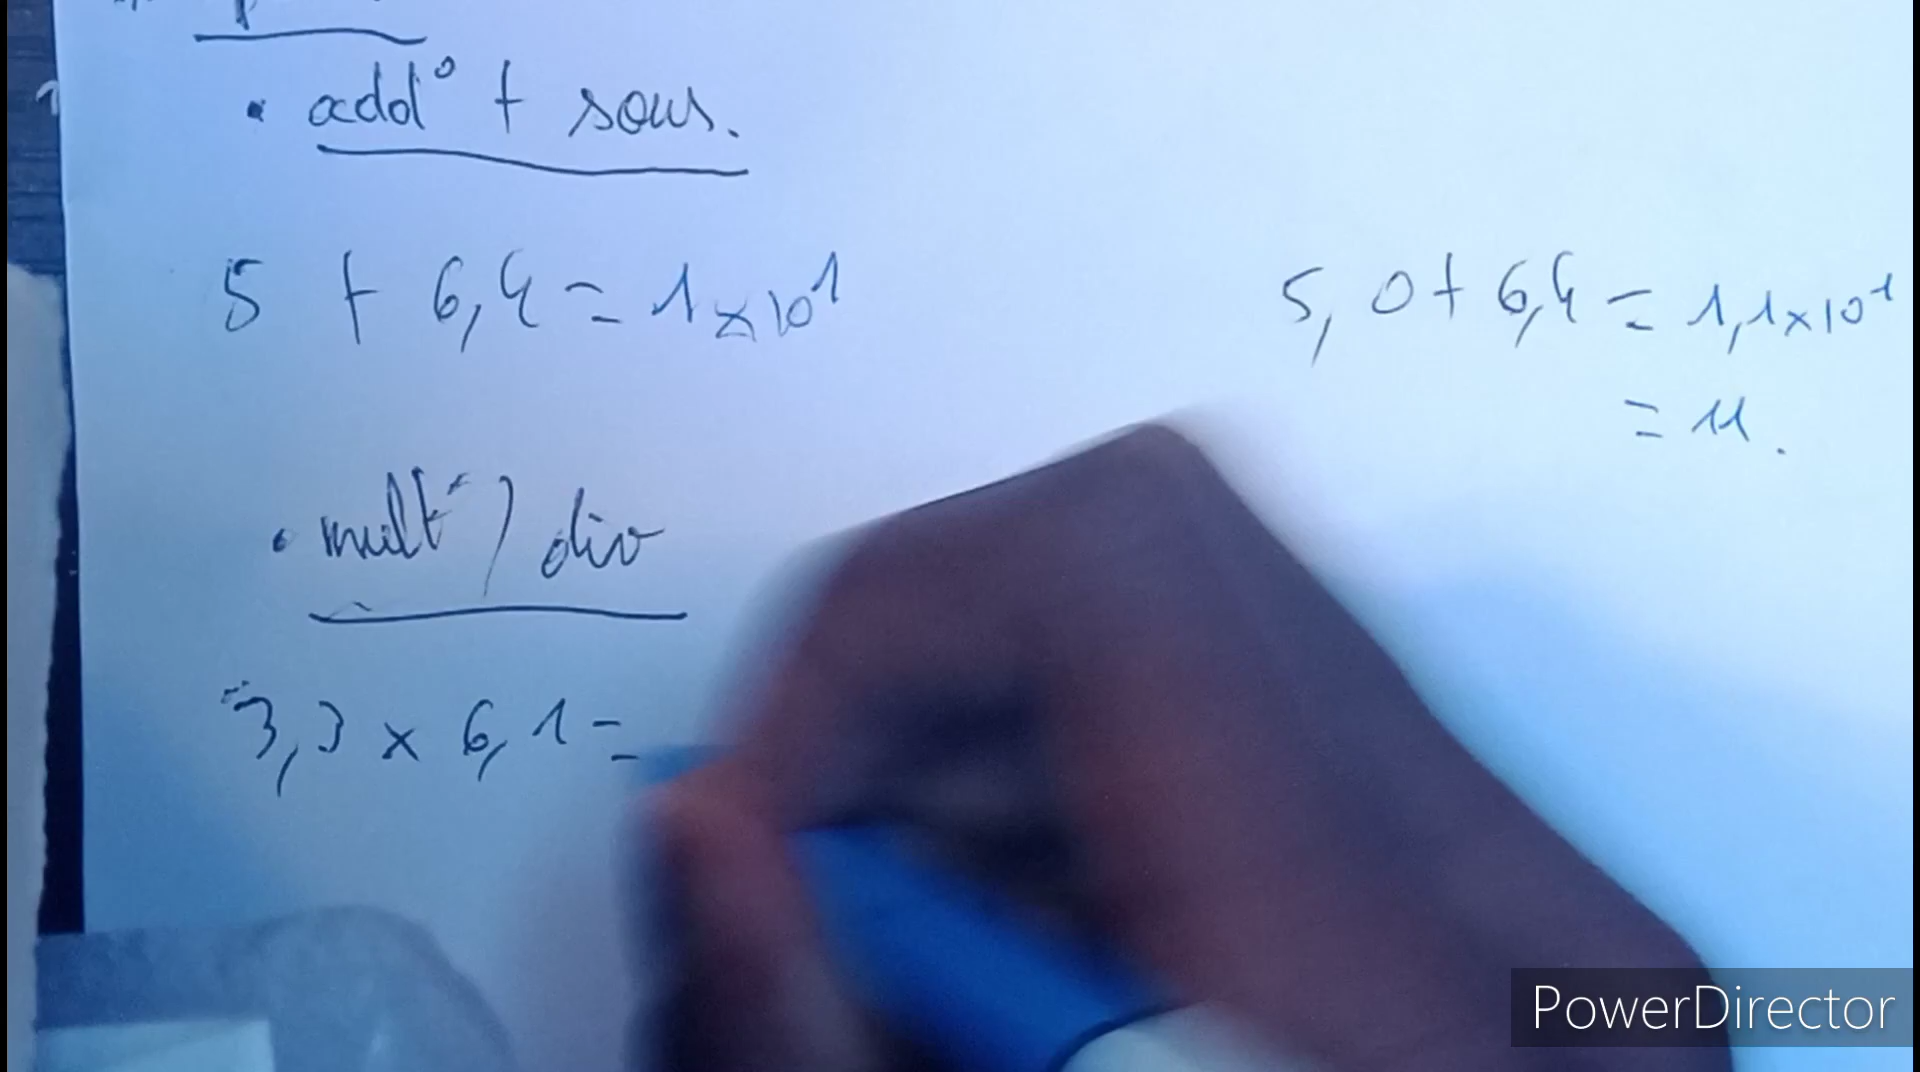 • add° + sous.
5 + 6,4 = 1 x 10¹
5,0 + 6,4 = 1,1 x 10¹
= 11.
• mult° / div
3,3 x 6,1 =
PowerDirector